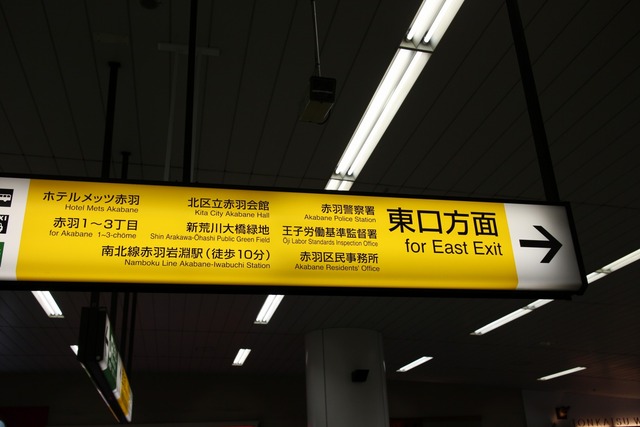 ホテルメッツ赤羽
Hotel Mets Akabane
赤羽1～3丁目
for Akabane 1-3-chōme
南北線赤羽岩淵駅(徒歩10分)
Namboku Line Akabane-Iwabuchi Station
北区立赤羽会館
Kita City Akabane Hall
新荒川大橋緑地
Shin Arakawa-Ohashi Public Green Field
赤羽警察署
Akabane Police Station
王子労働基準監督署
Ōji Labor Standards Inspection Office
赤羽区民事務所
Akabane Residents' Office
東口方面
for East Exit
TONKATSU